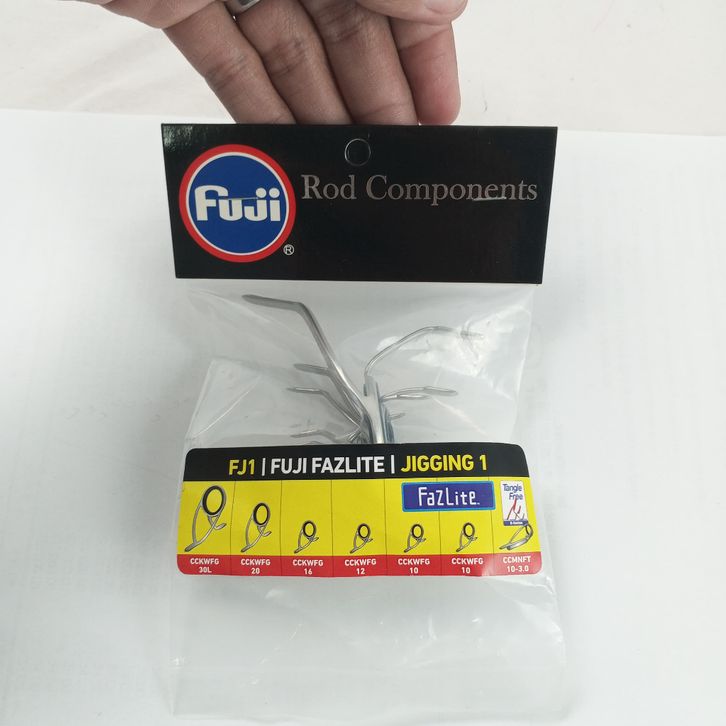 Fuji
®
Rod Components
FJ1 | FUJI FAZLITE | JIGGING 1
FaZLite™
Tangle
Free
CCKWFG
30L
CCKWFG
20
CCKWFG
16
CCKWFG
12
CCKWFG
10
CCKWFG
10
CCMNFT
10-3.0